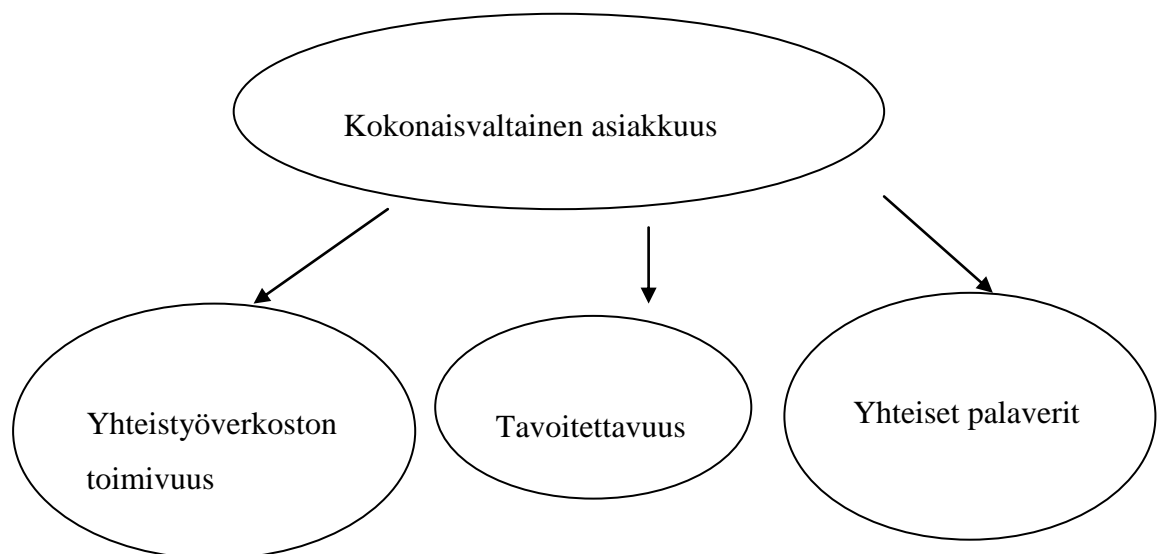 Kokonaisvaltainen asiakkuus
Yhteistyöverkoston
toimivuus
Tavoitettavuus
Yhteiset palaverit